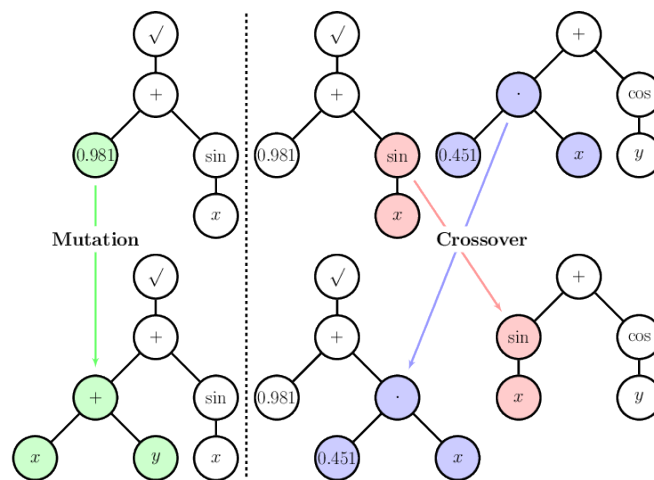 √ √ +
+ + · cos
0.981 sin 0.981 sin 0.451 x y
x x
Mutation Crossover
√ √ +
+ + sin cos
+ sin 0.981 · x y
x y x 0.451 x